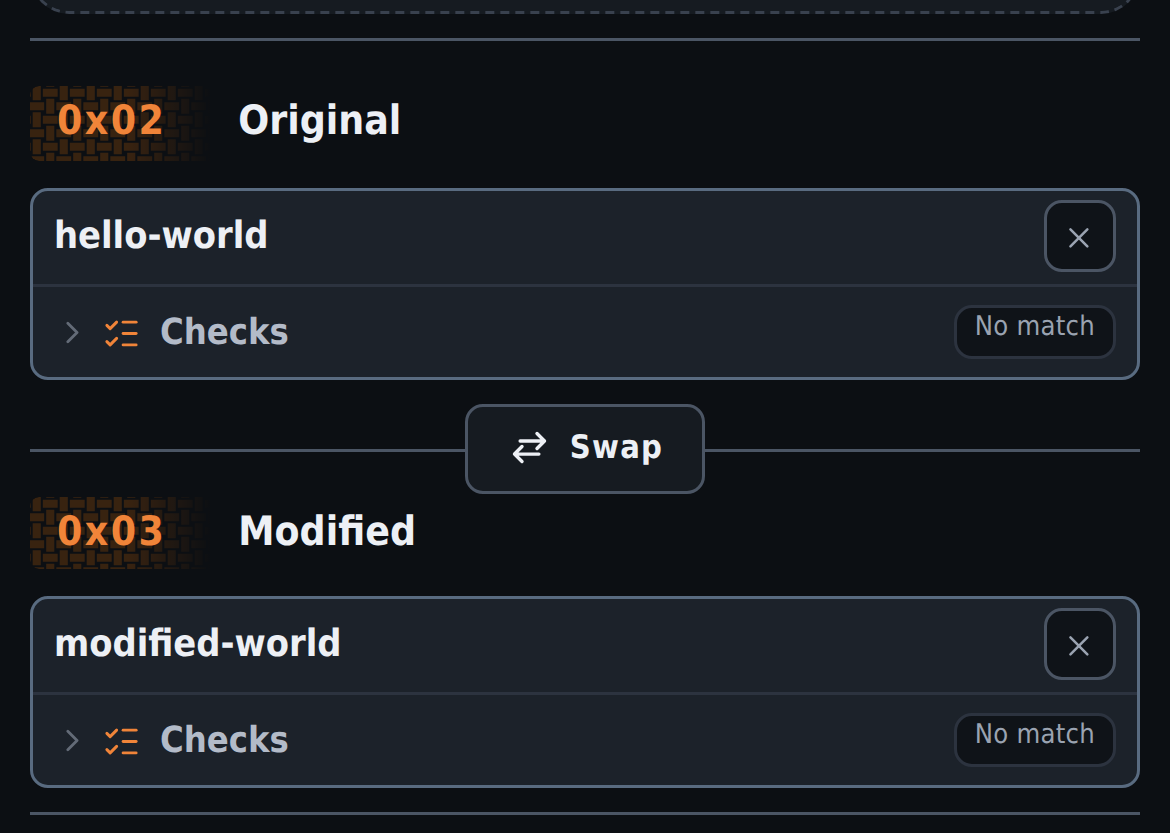 0x02 Original
hello-world
Checks No match
Swap
0x03 Modified
modified-world
Checks No match